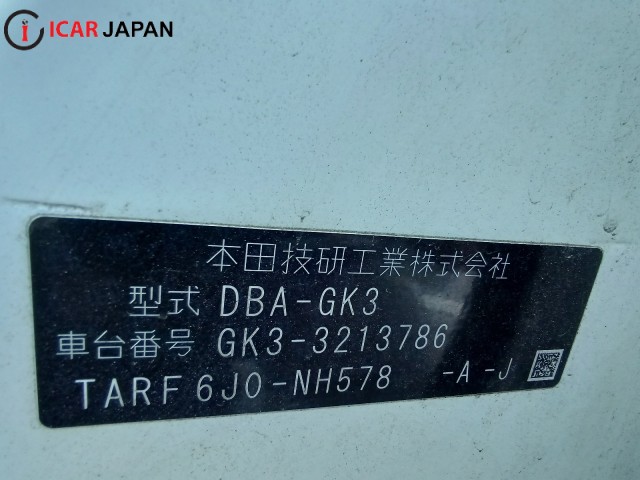 ICAR JAPAN
本田技研工業株式会社
型式 DBA-GK3
車台番号 GK3-3213786
TARF 6J0-NH578 -A -J